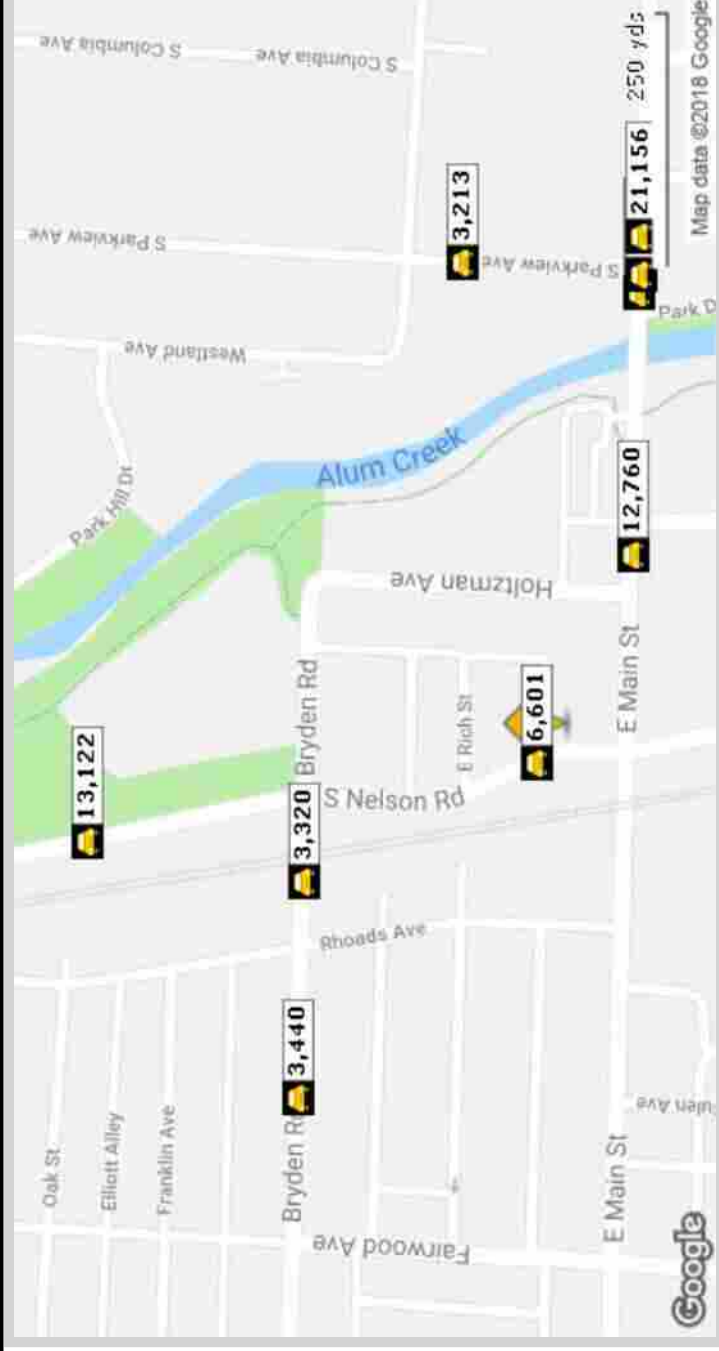 Oak St
13,122
S Columbia Ave
Elliott Alley
Park Hill Dr
S Parkview Ave
Franklin Ave
Westland Ave
Bryden Rd
3,440
3,320
Bryden Rd
S Columbia Ave
Fairwood Ave
Rhoads Ave
S Nelson Rd
Alum Creek
E Rich St
Holtzman Ave
3,213
6,601
S Parkview Ave
E Main St
E Main St
12,760
21,156
250 yds
ulen Ave
Park D
Google
Map data ©2018 Google